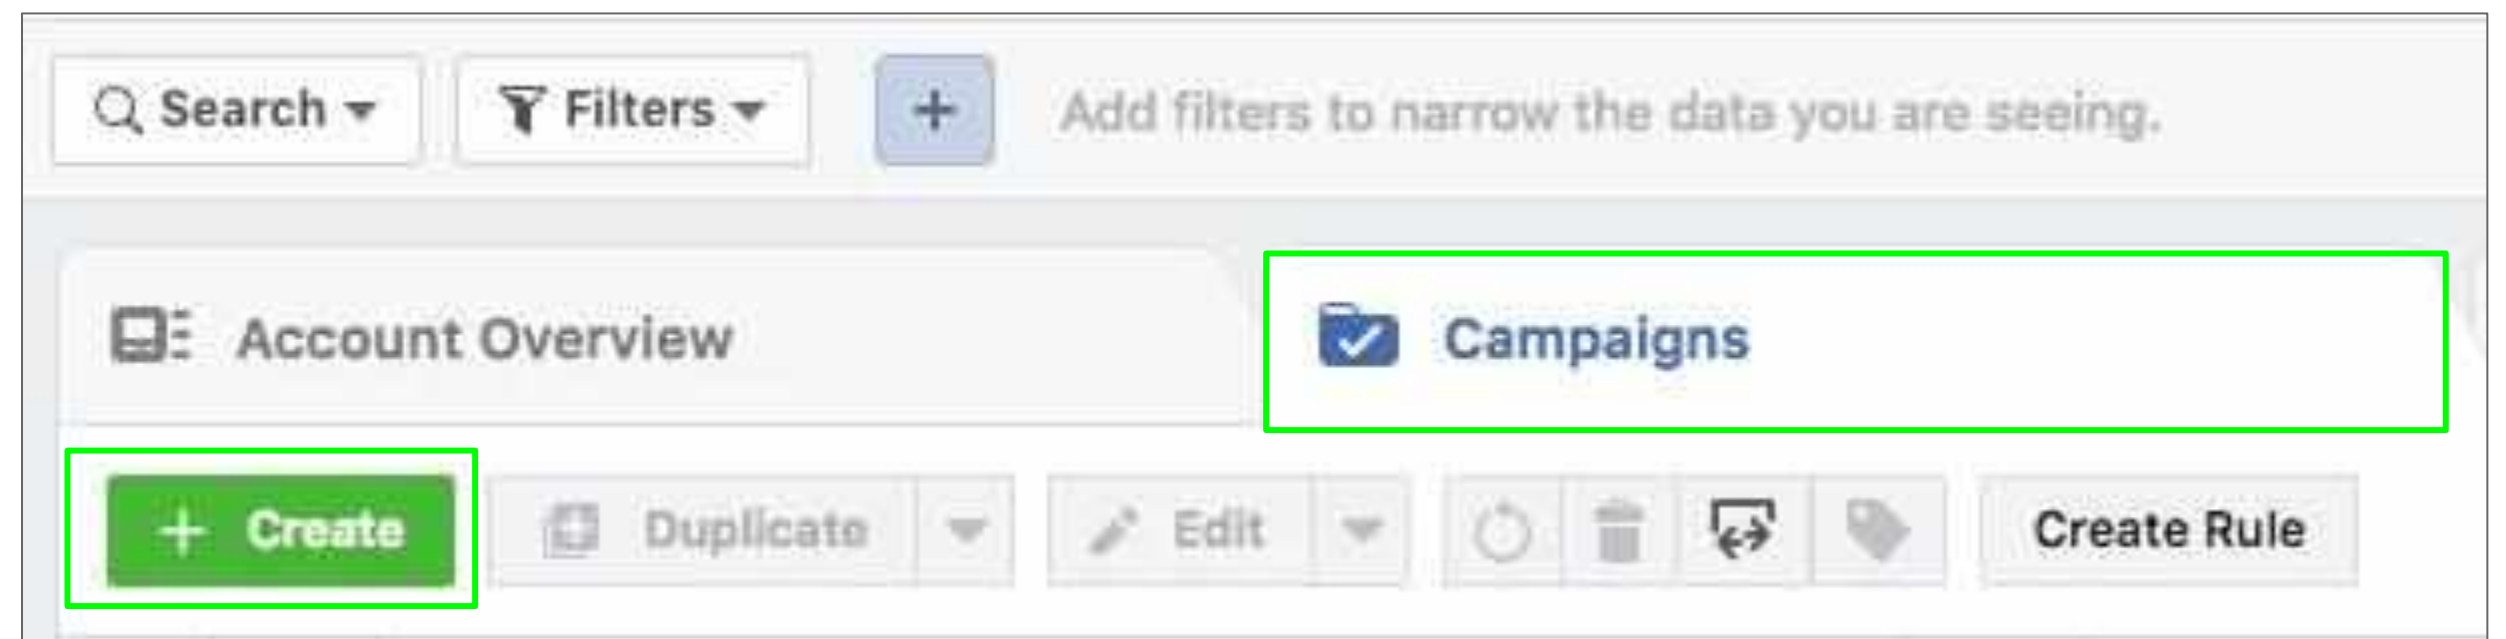 Search Filters + Add filters to narrow the data you are seeing.
Account Overview Campaigns
+ Create Duplicate Edit Create Rule